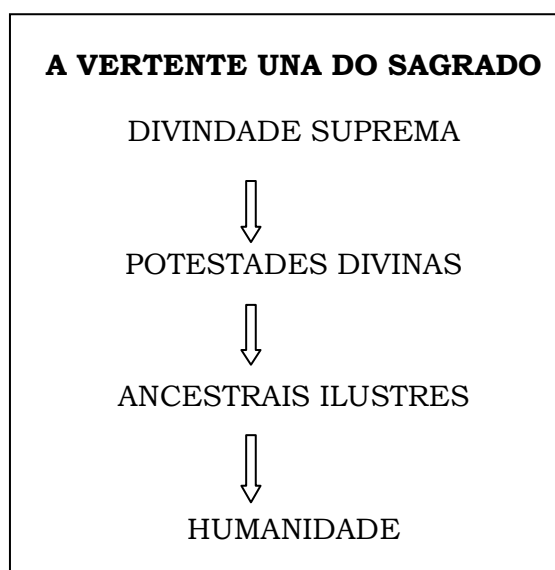 A VERTENTE UNA DO SAGRADO
DIVINDADE SUPREMA
POTESTADES DIVINAS
ANCESTRAIS ILUSTRES
HUMANIDADE